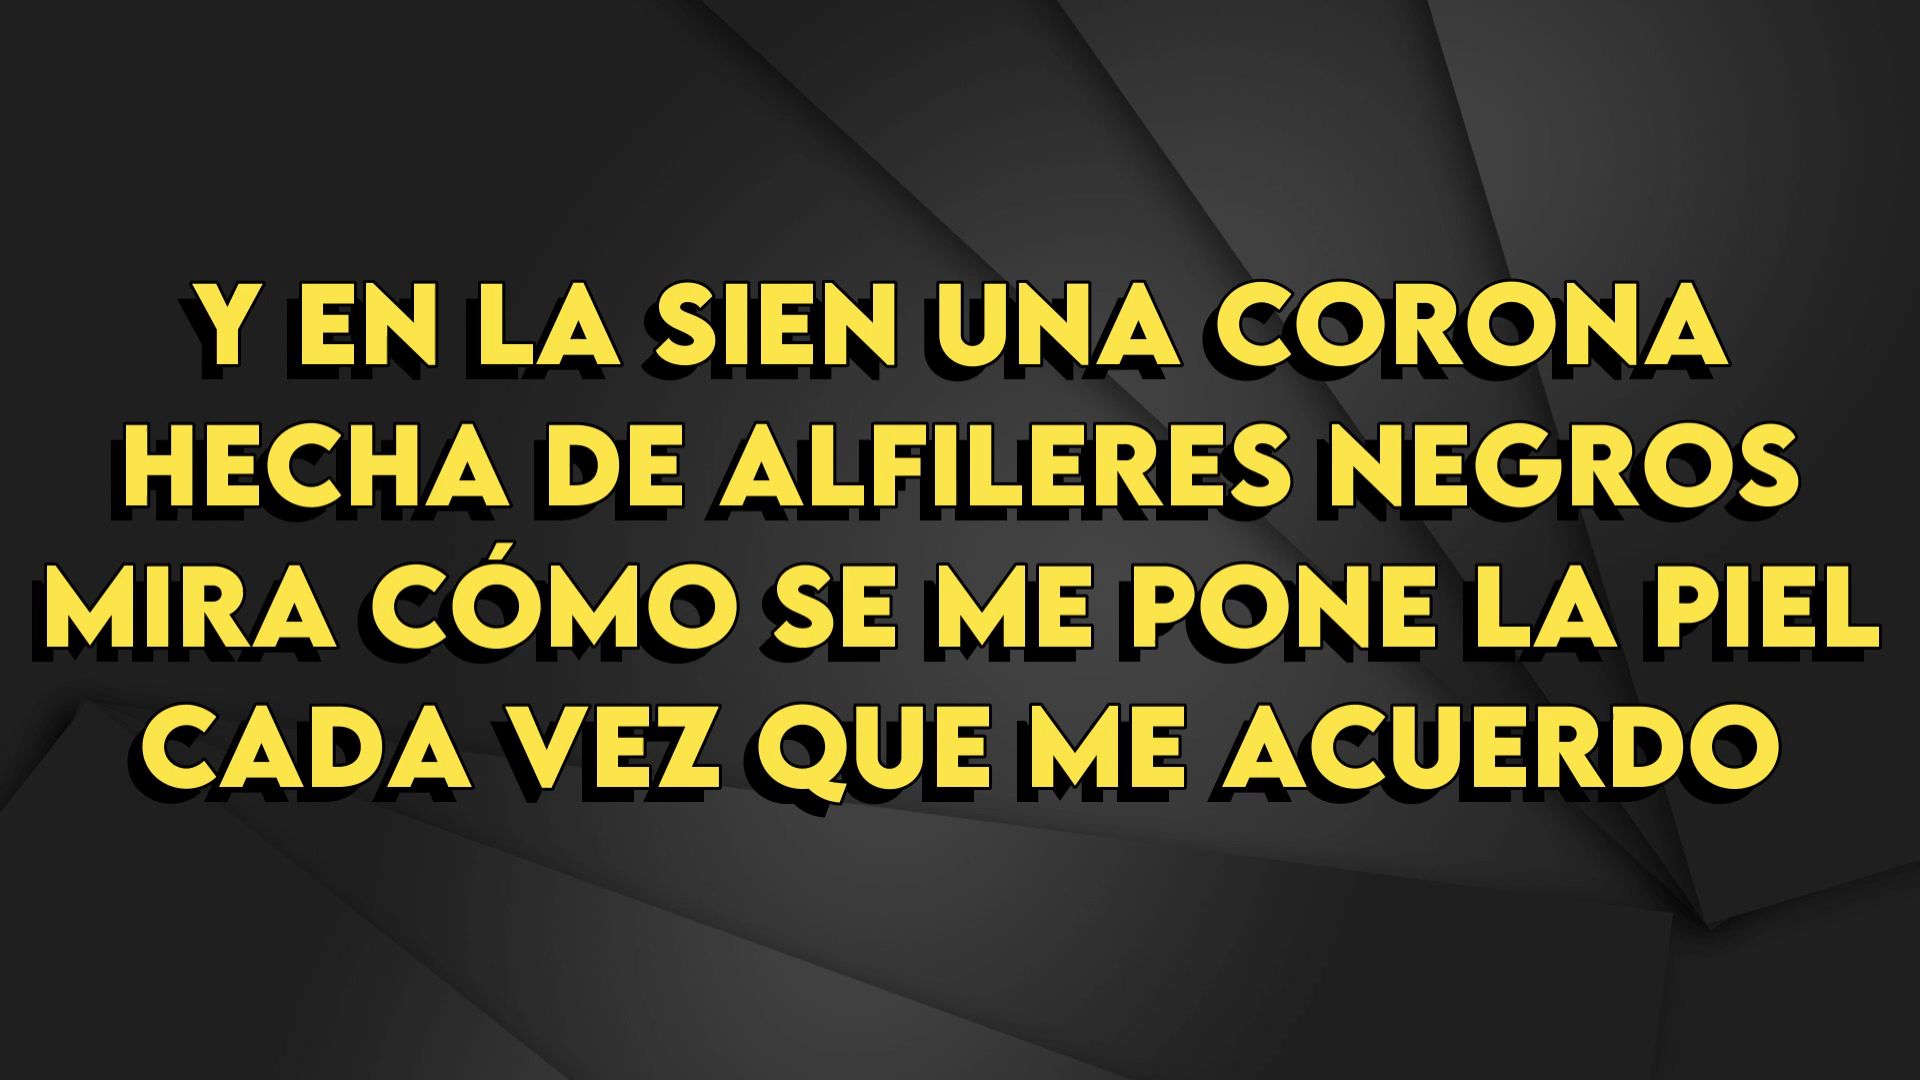 Y EN LA SIEN UNA CORONA
HECHA DE ALFILERES NEGROS
MIRA CÓMO SE ME PONE LA PIEL
CADA VEZ QUE ME ACUERDO